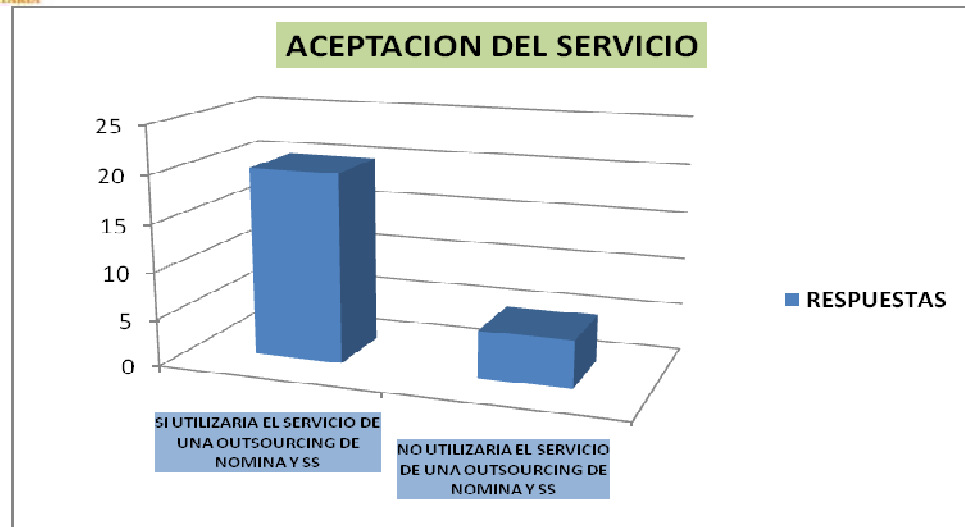 ACEPTACION DEL SERVICIO
25
20
15
10
5
0
RESPUESTAS
SI UTILIZARIA EL SERVICIO DE
UNA OUTSOURCING DE
NOMINA Y SS
NO UTILIZARIA EL SERVICIO
DE UNA OUTSOURCING DE
NOMINA Y SS